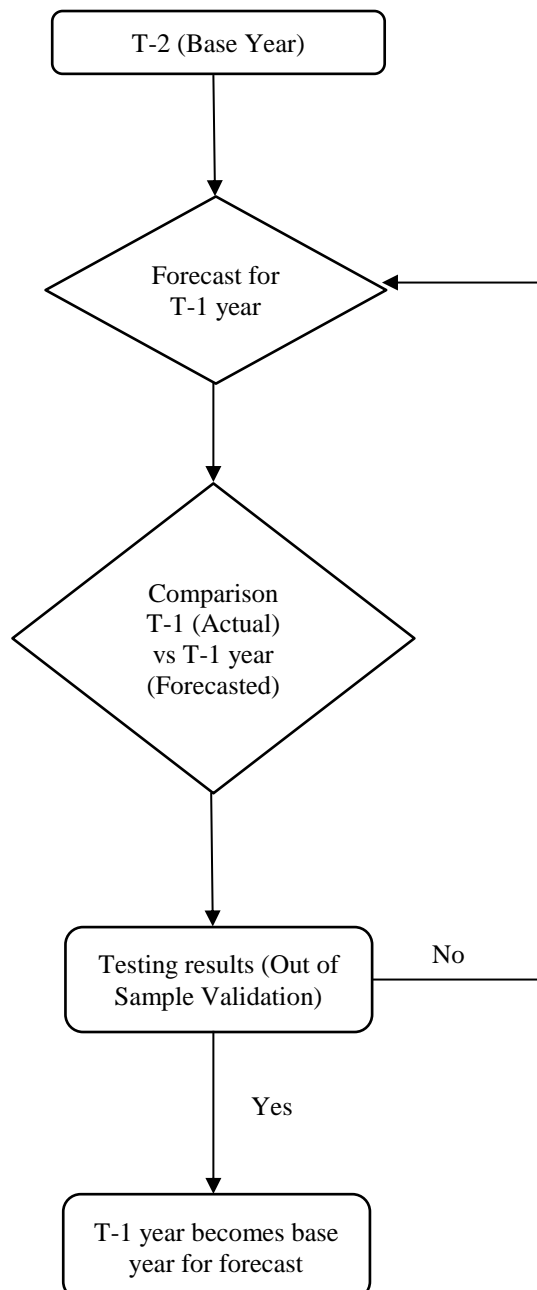 T-2 (Base Year)
Forecast for
T-1 year
Comparison
T-1 (Actual)
vs T-1 year
(Forecasted)
Testing results (Out of
Sample Validation)
No
Yes
T-1 year becomes base
year for forecast